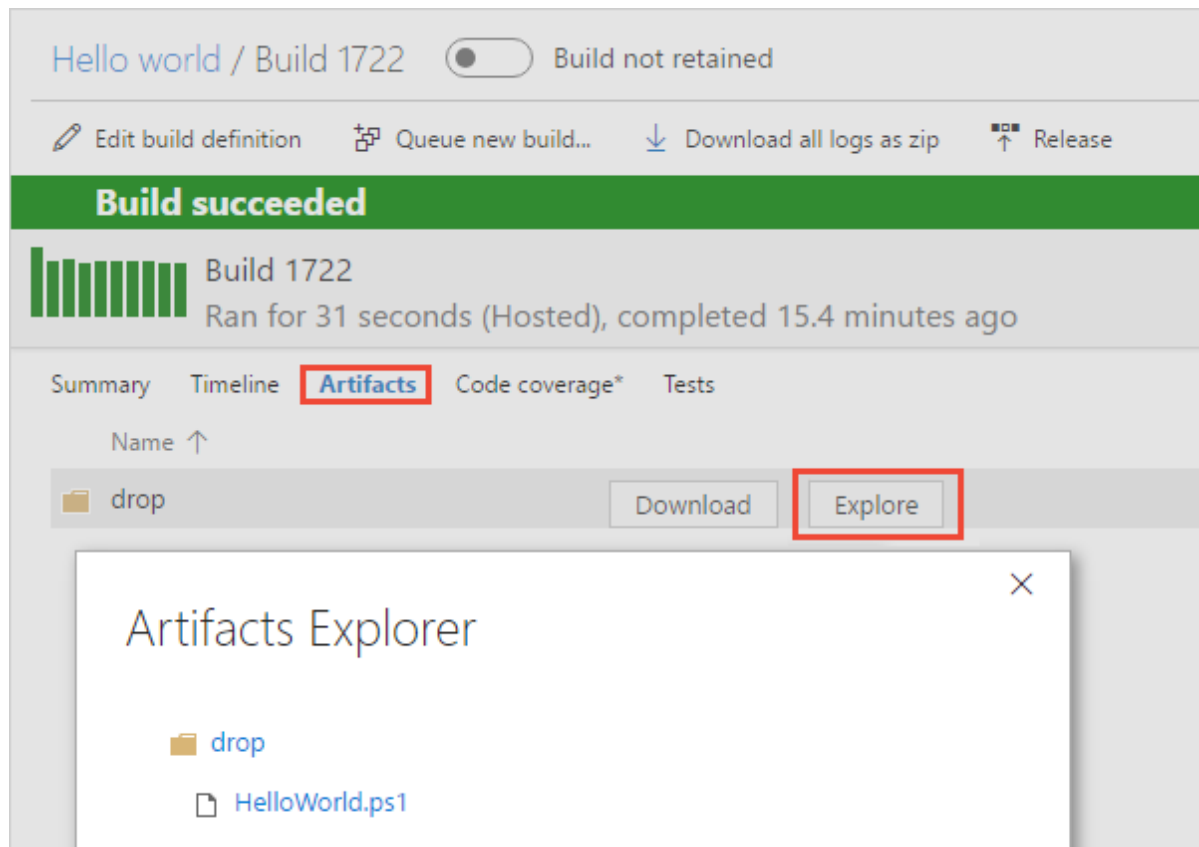 Hello world / Build 1722 Build not retained
Edit build definition Queue new build... Download all logs as zip Release
Build succeeded
Build 1722
Ran for 31 seconds (Hosted), completed 15.4 minutes ago
Summary Timeline Artifacts Code coverage* Tests
Name ↑
drop Download Explore
Artifacts Explorer
drop
HelloWorld.ps1